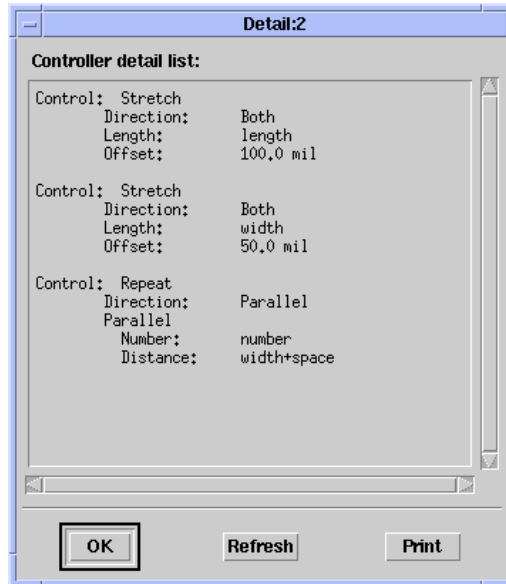 Detail:2
Controller detail list:
Control: Stretch
Direction: Both
Length: length
Offset: 100.0 mil
Control: Stretch
Direction: Both
Length: width
Offset: 50.0 mil
Control: Repeat
Direction: Parallel
Parallel
Number: number
Distance: width+space
OK Refresh Print